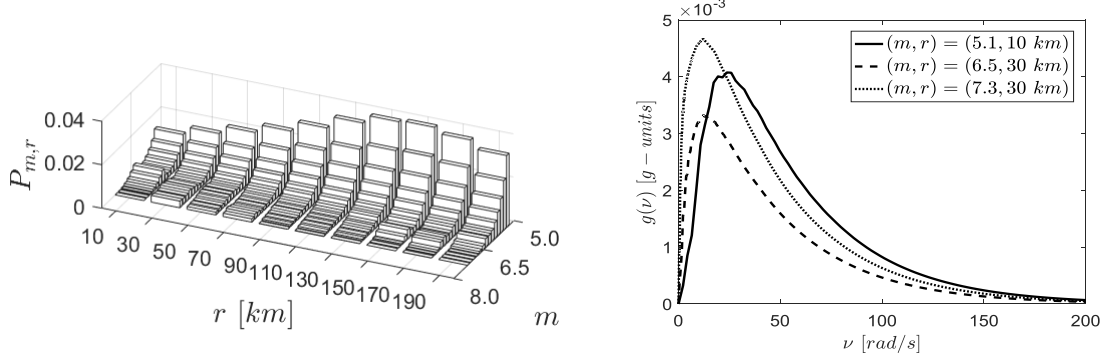 P_{m,r}
0.04
0.02
0
10 30 50 70 90 110 130 150 170 190
r [km]
5.0
6.5
8.0
m
×10^{-3}
5
4
3
2
1
0
g(ν) [g − units]
(m, r) = (5.1, 10 km)
(m, r) = (6.5, 30 km)
(m, r) = (7.3, 30 km)
0 50 100 150 200
ν [rad/s]